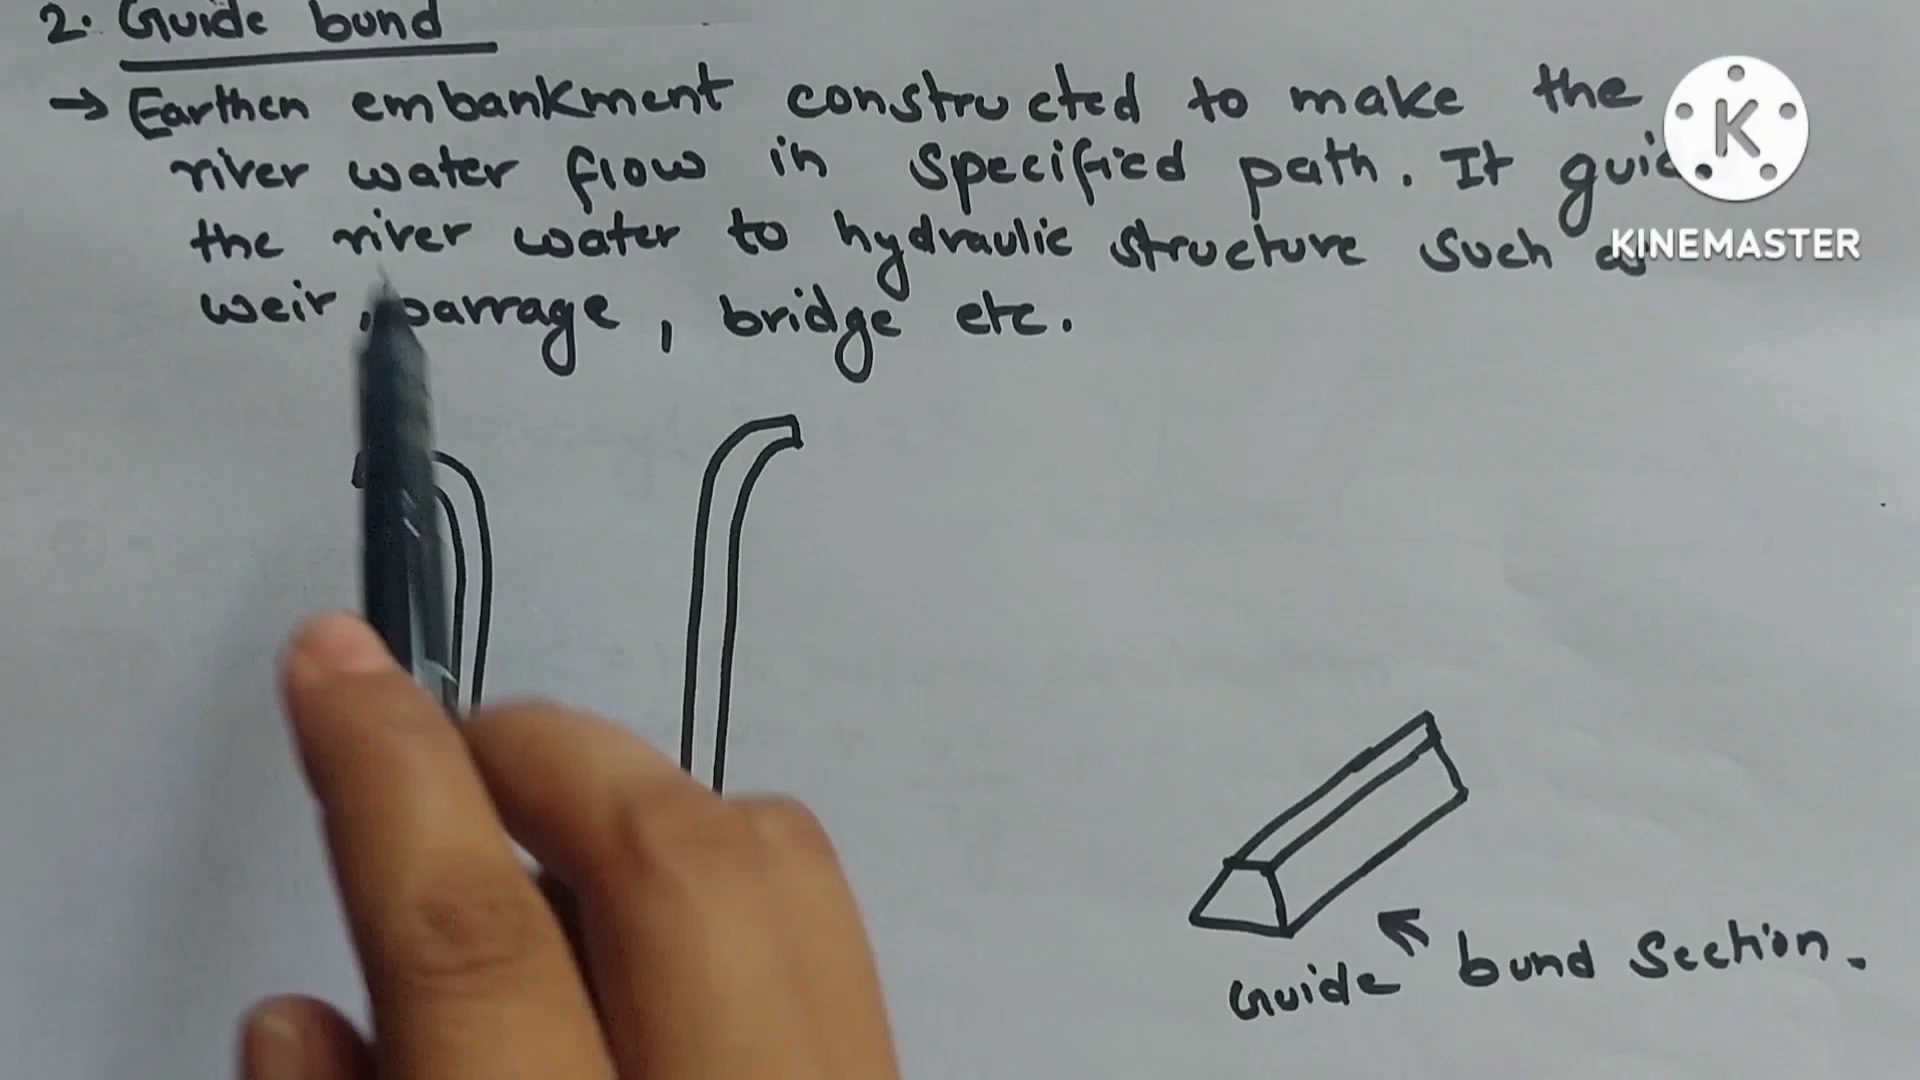 2. Guide bund
→ Earthen embankment constructed to make the
river water flow in specified path. It
the river water to hydraulic structure such as
weir, barrage, bridge etc.
K
KINEMASTER
Guide bund section.